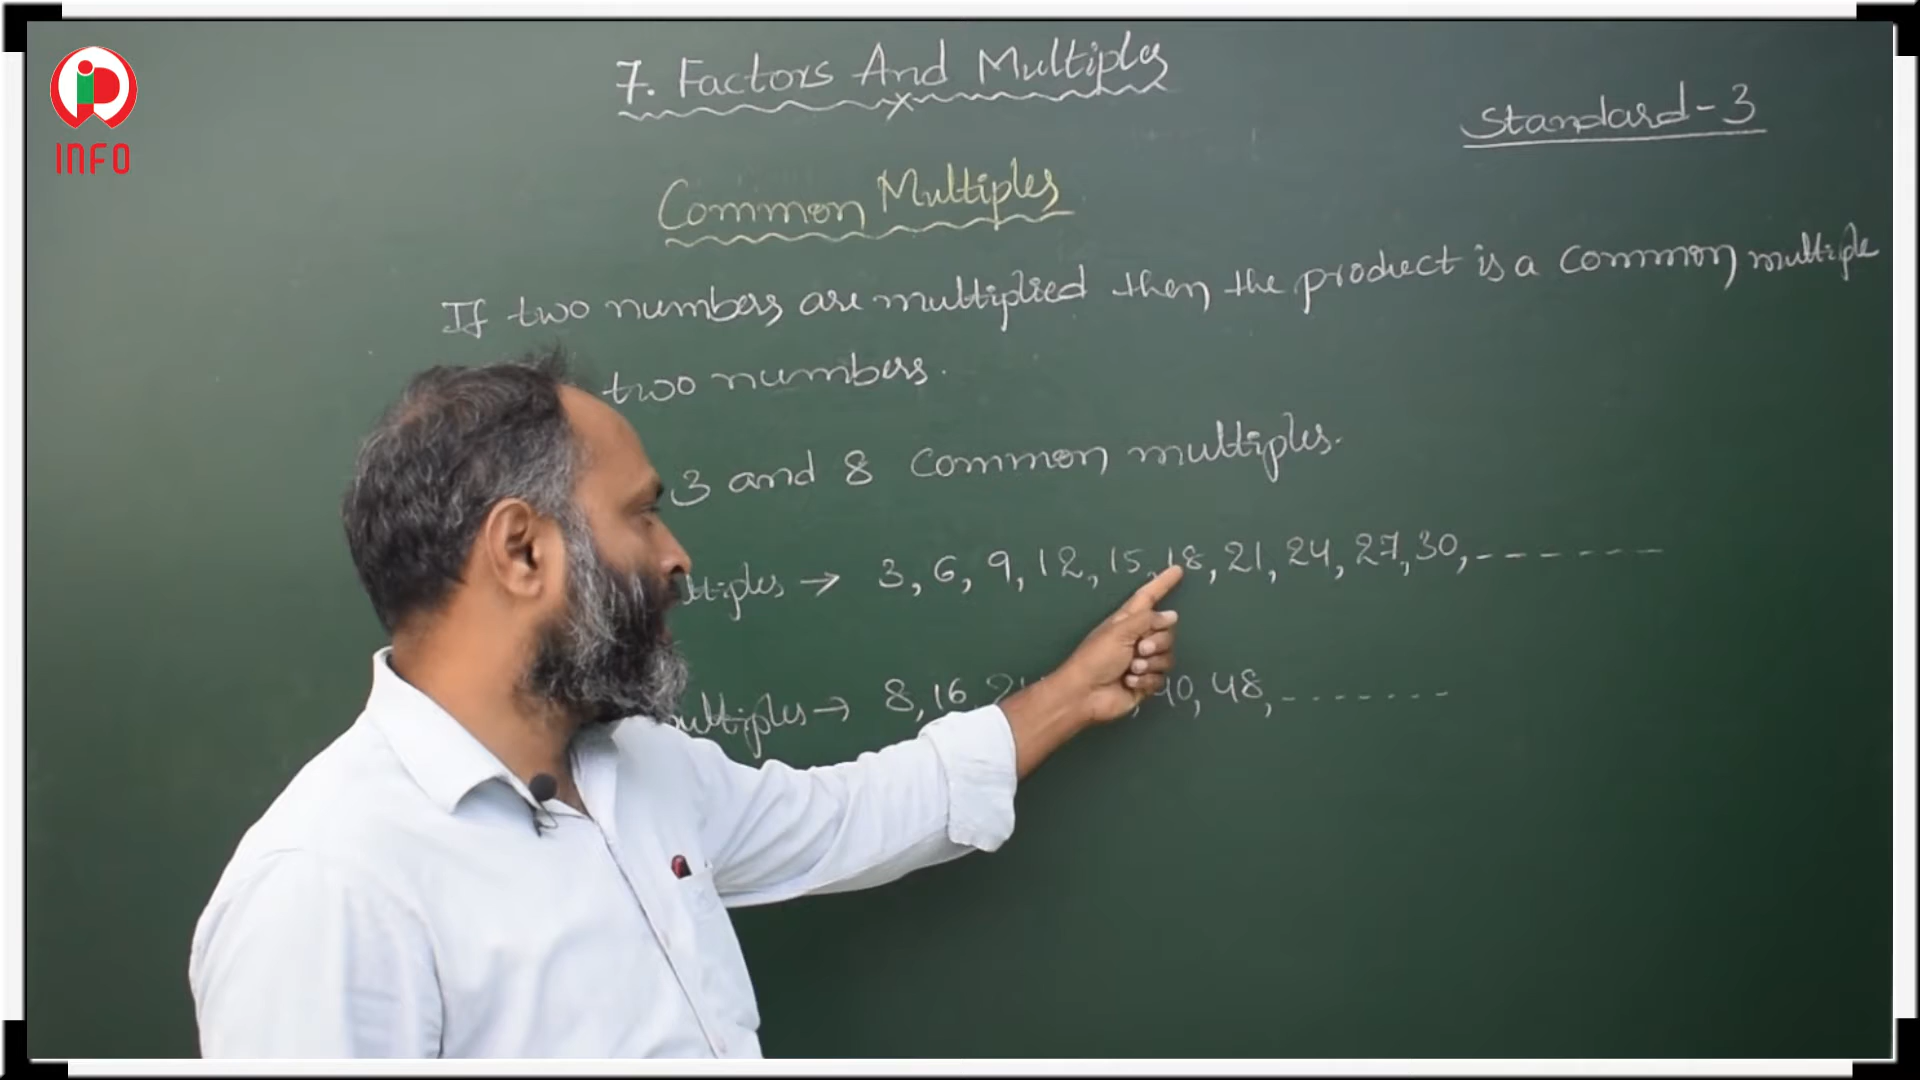 INFO
7. Factors And Multiples
Standard-3
Common Multiples
If two numbers are multiplied then the product is a common multiple
two numbers.
3 and 8 common multiples.
→ 3, 6, 9, 12, 15, 18, 21, 24, 27, 30, -------
→ 8, 16, 40, 48, -------